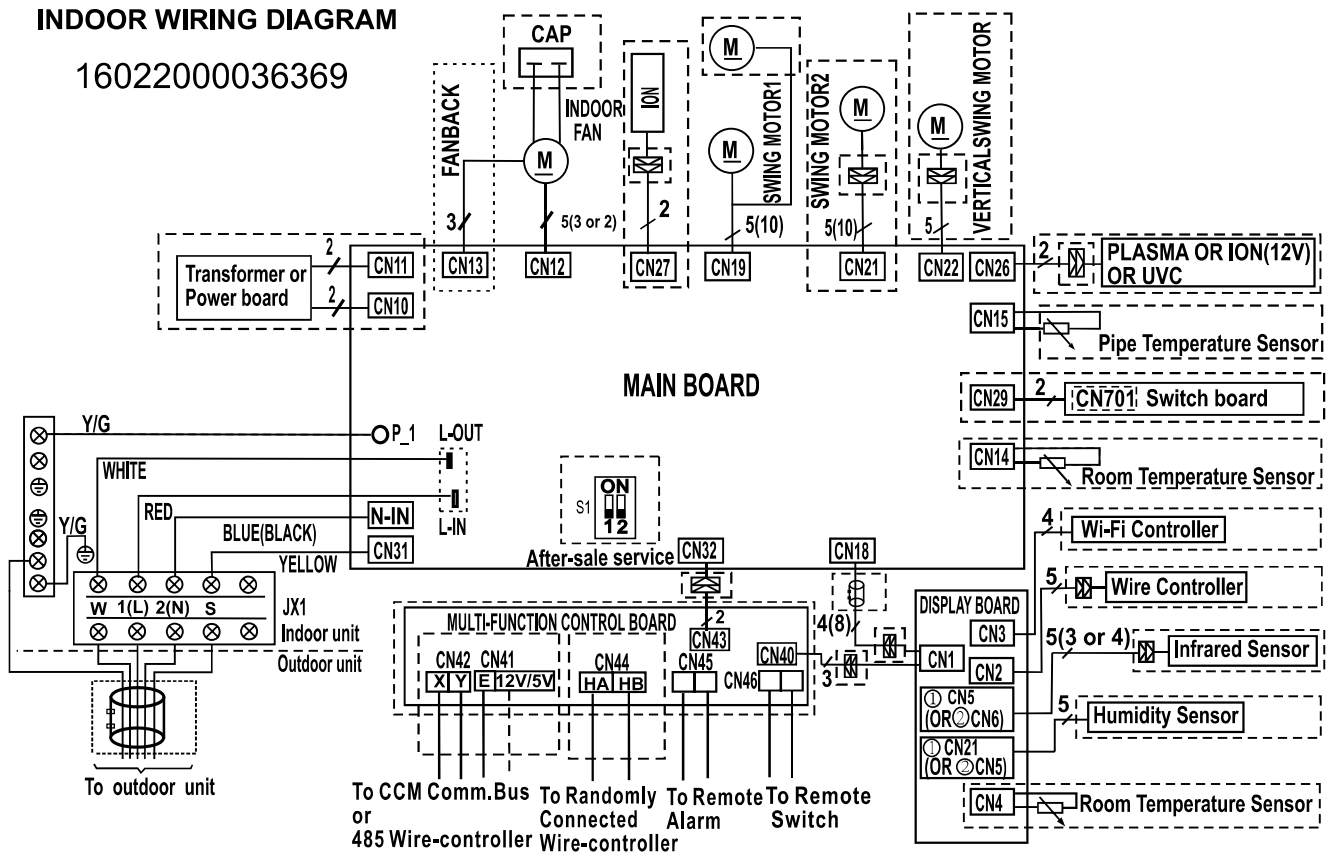 INDOOR WIRING DIAGRAM
16022000036369
CAP
INDOOR
FAN
FANBACK
M
3
5(3 or 2)
ION
2
M
M
SWING MOTOR1
5(10)
SWING MOTOR2
M
5(10)
VERTICALSWING MOTOR
M
5
Transformer or
Power board
2
2
CN11
CN10
CN13
CN12
CN27
CN19
CN21
CN22
CN26
2
PLASMA OR ION(12V)
OR UVC
CN15
Pipe Temperature Sensor
MAIN BOARD
CN29
2
CN701 Switch board
CN14
Room Temperature Sensor
Y/G
P_1
L-OUT
WHITE
RED
L-IN
N-IN
BLUE(BLACK)
CN31
YELLOW
Y/G
W 1(L) 2(N) S
JX1
Indoor unit
Outdoor unit
To outdoor unit
S1
ON
12
After-sale service
CN32
CN18
MULTI-FUNCTION CONTROL BOARD
2
CN43
4(8)
CN42 CN41
X Y E 12V/5V
CN44
HA HB
CN45
CN46
CN40
3
To CCM Comm.Bus
or
485 Wire-controller
To Randomly
Connected
Wire-controller
To Remote
Alarm
To Remote
Switch
DISPLAY BOARD
CN3
CN1
CN2
① CN5
(OR②CN6)
① CN21
(OR ②CN5)
CN4
4
Wi-Fi Controller
5
Wire Controller
5(3 or 4)
Infrared Sensor
5
Humidity Sensor
Room Temperature Sensor